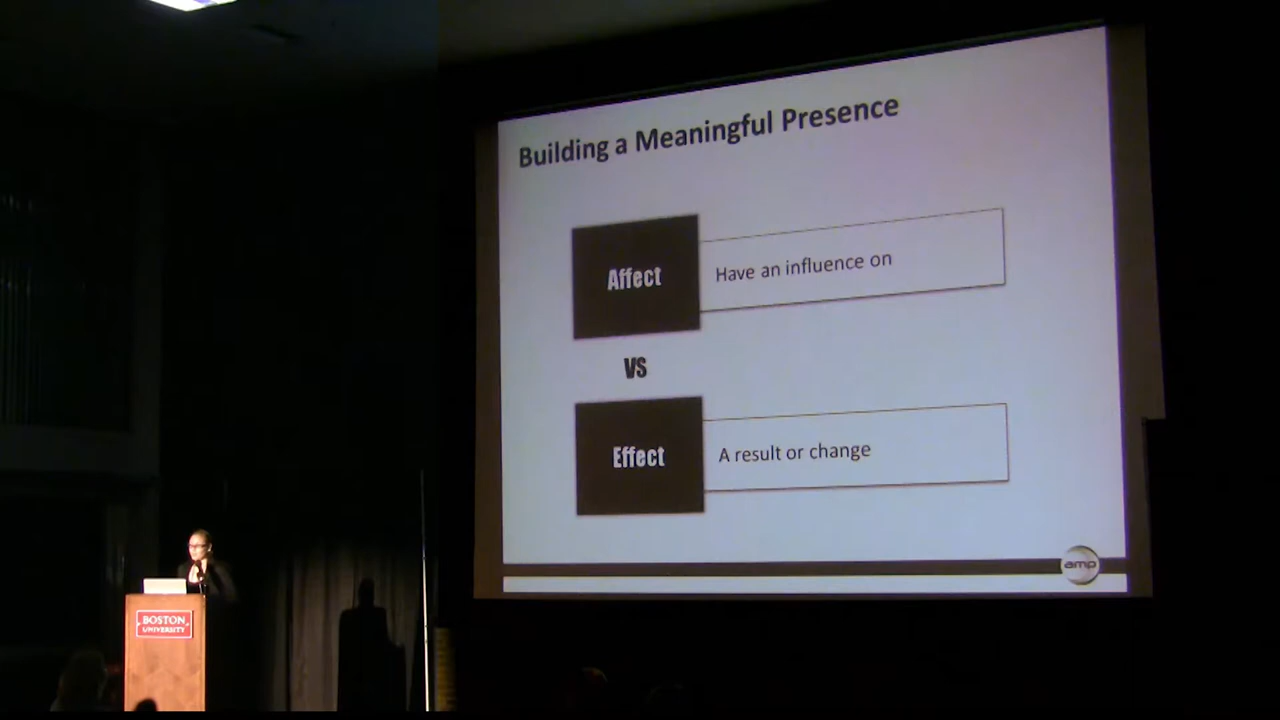 Building a Meaningful Presence
Affect
Have an influence on
VS
Effect
A result or change
amp
BOSTON
UNIVERSITY